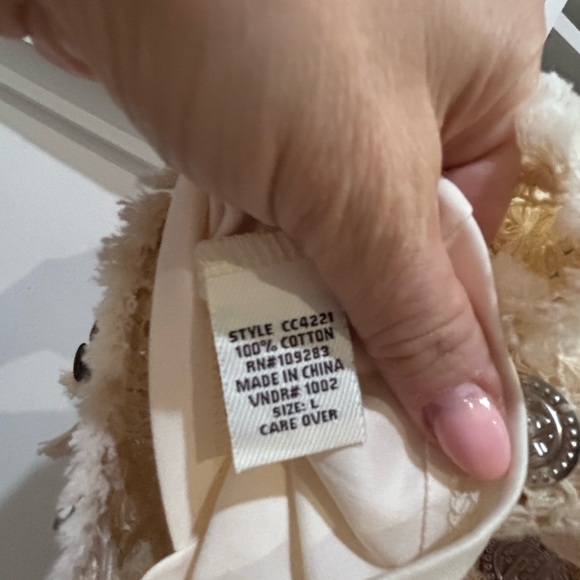 STYLE CC4221
100% COTTON
RN#109283
MADE IN CHINA
VNDR# 1002
SIZE: L
CARE OVER